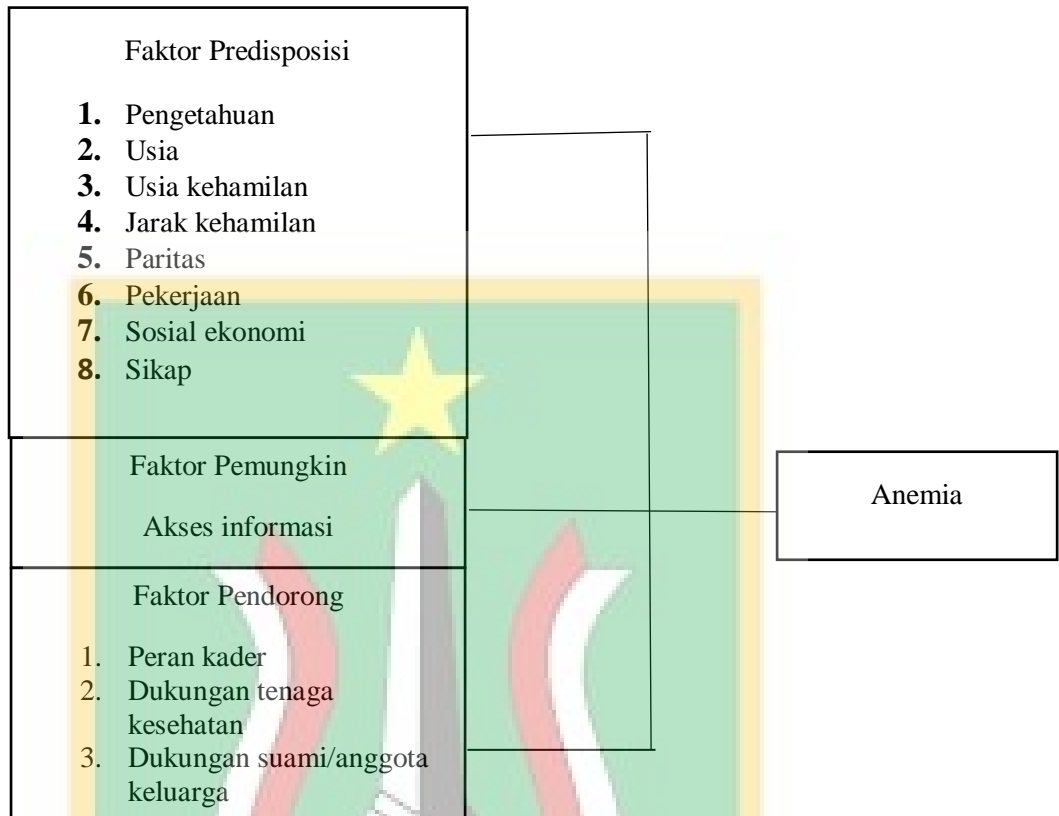 Faktor Predisposisi
1. Pengetahuan
2. Usia
3. Usia kehamilan
4. Jarak kehamilan
5. Paritas
6. Pekerjaan
7. Sosial ekonomi
8. Sikap
Faktor Pemungkin
Akses informasi
Anemia
Faktor Pendorong
1. Peran kader
2. Dukungan tenaga
kesehatan
3. Dukungan suami/anggota
keluarga